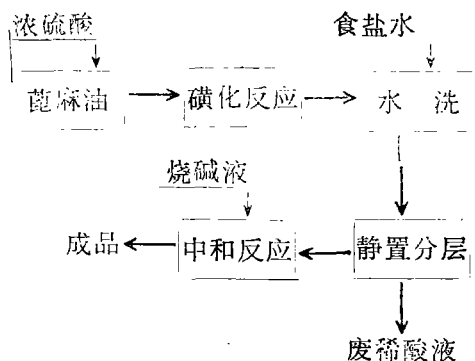 浓硫酸
食盐水
蓖麻油
磺化反应
水 洗
烧碱液
成品
中和反应
静置分层
废稀酸液